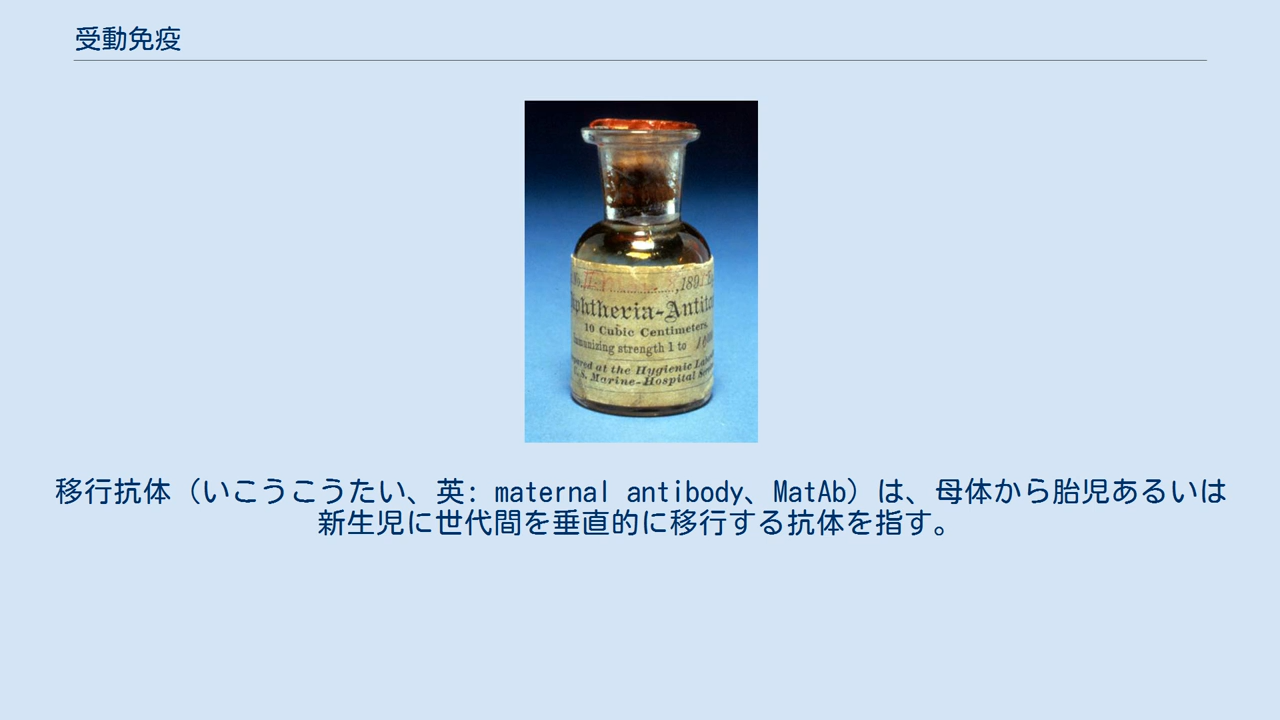 受動免疫
189
phtheria-Antito
10 Cubic Centimeters.
munizing strength 1 to
at the Hygienic
U.S. Marine-Hospital
移行抗体（いこうこうたい、英: maternal antibody、MatAb）は、母体から胎児あるいは
新生児に世代間を垂直的に移行する抗体を指す。